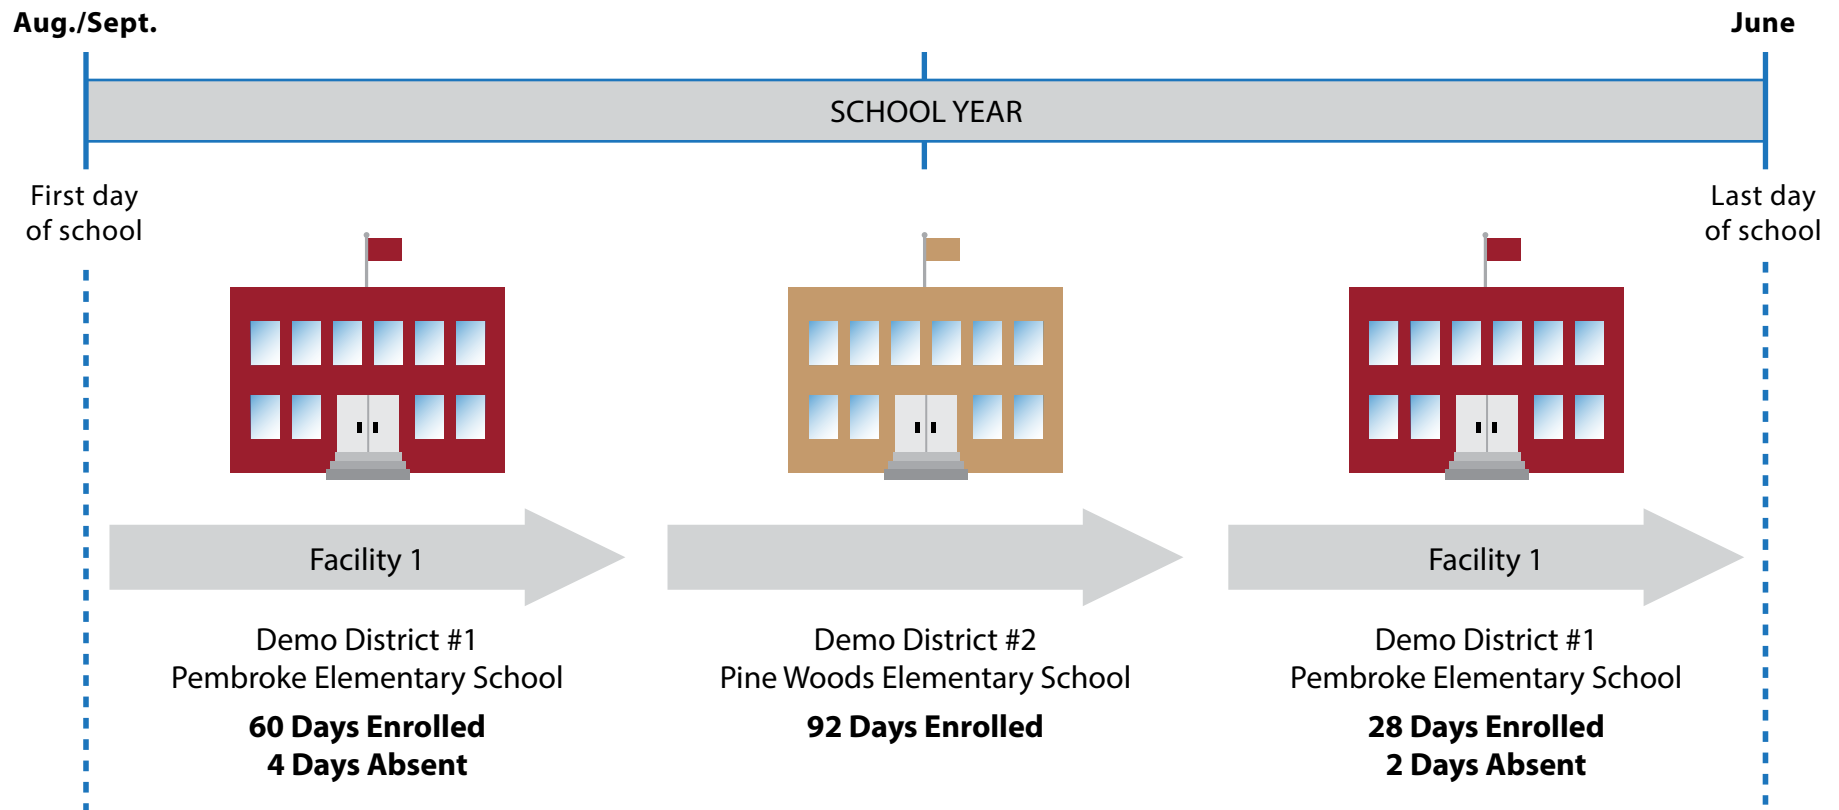 Aug./Sept.
June
SCHOOL YEAR
First day
of school
Last day
of school
Facility 1
Facility 1
Demo District #1
Pembroke Elementary School
60 Days Enrolled
4 Days Absent
Demo District #2
Pine Woods Elementary School
92 Days Enrolled
Demo District #1
Pembroke Elementary School
28 Days Enrolled
2 Days Absent